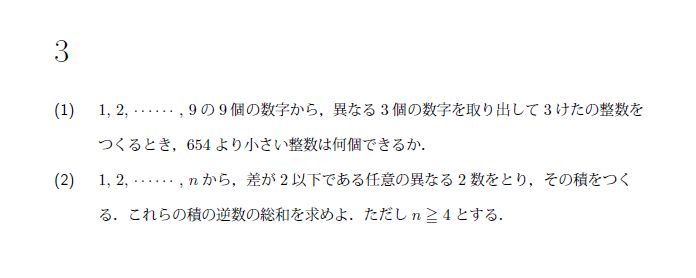 3
(1) 1, 2, ⋯⋯ , 9 の 9 個の数字から，異なる 3 個の数字を取り出して 3 けたの整数を
つくるとき，654 より小さい整数は何個できるか．
(2) 1, 2, ⋯⋯ , n から，差が 2 以下である任意の異なる 2 数をとり，その積をつく
る．これらの積の逆数の総和を求めよ．ただし n ≧ 4 とする．